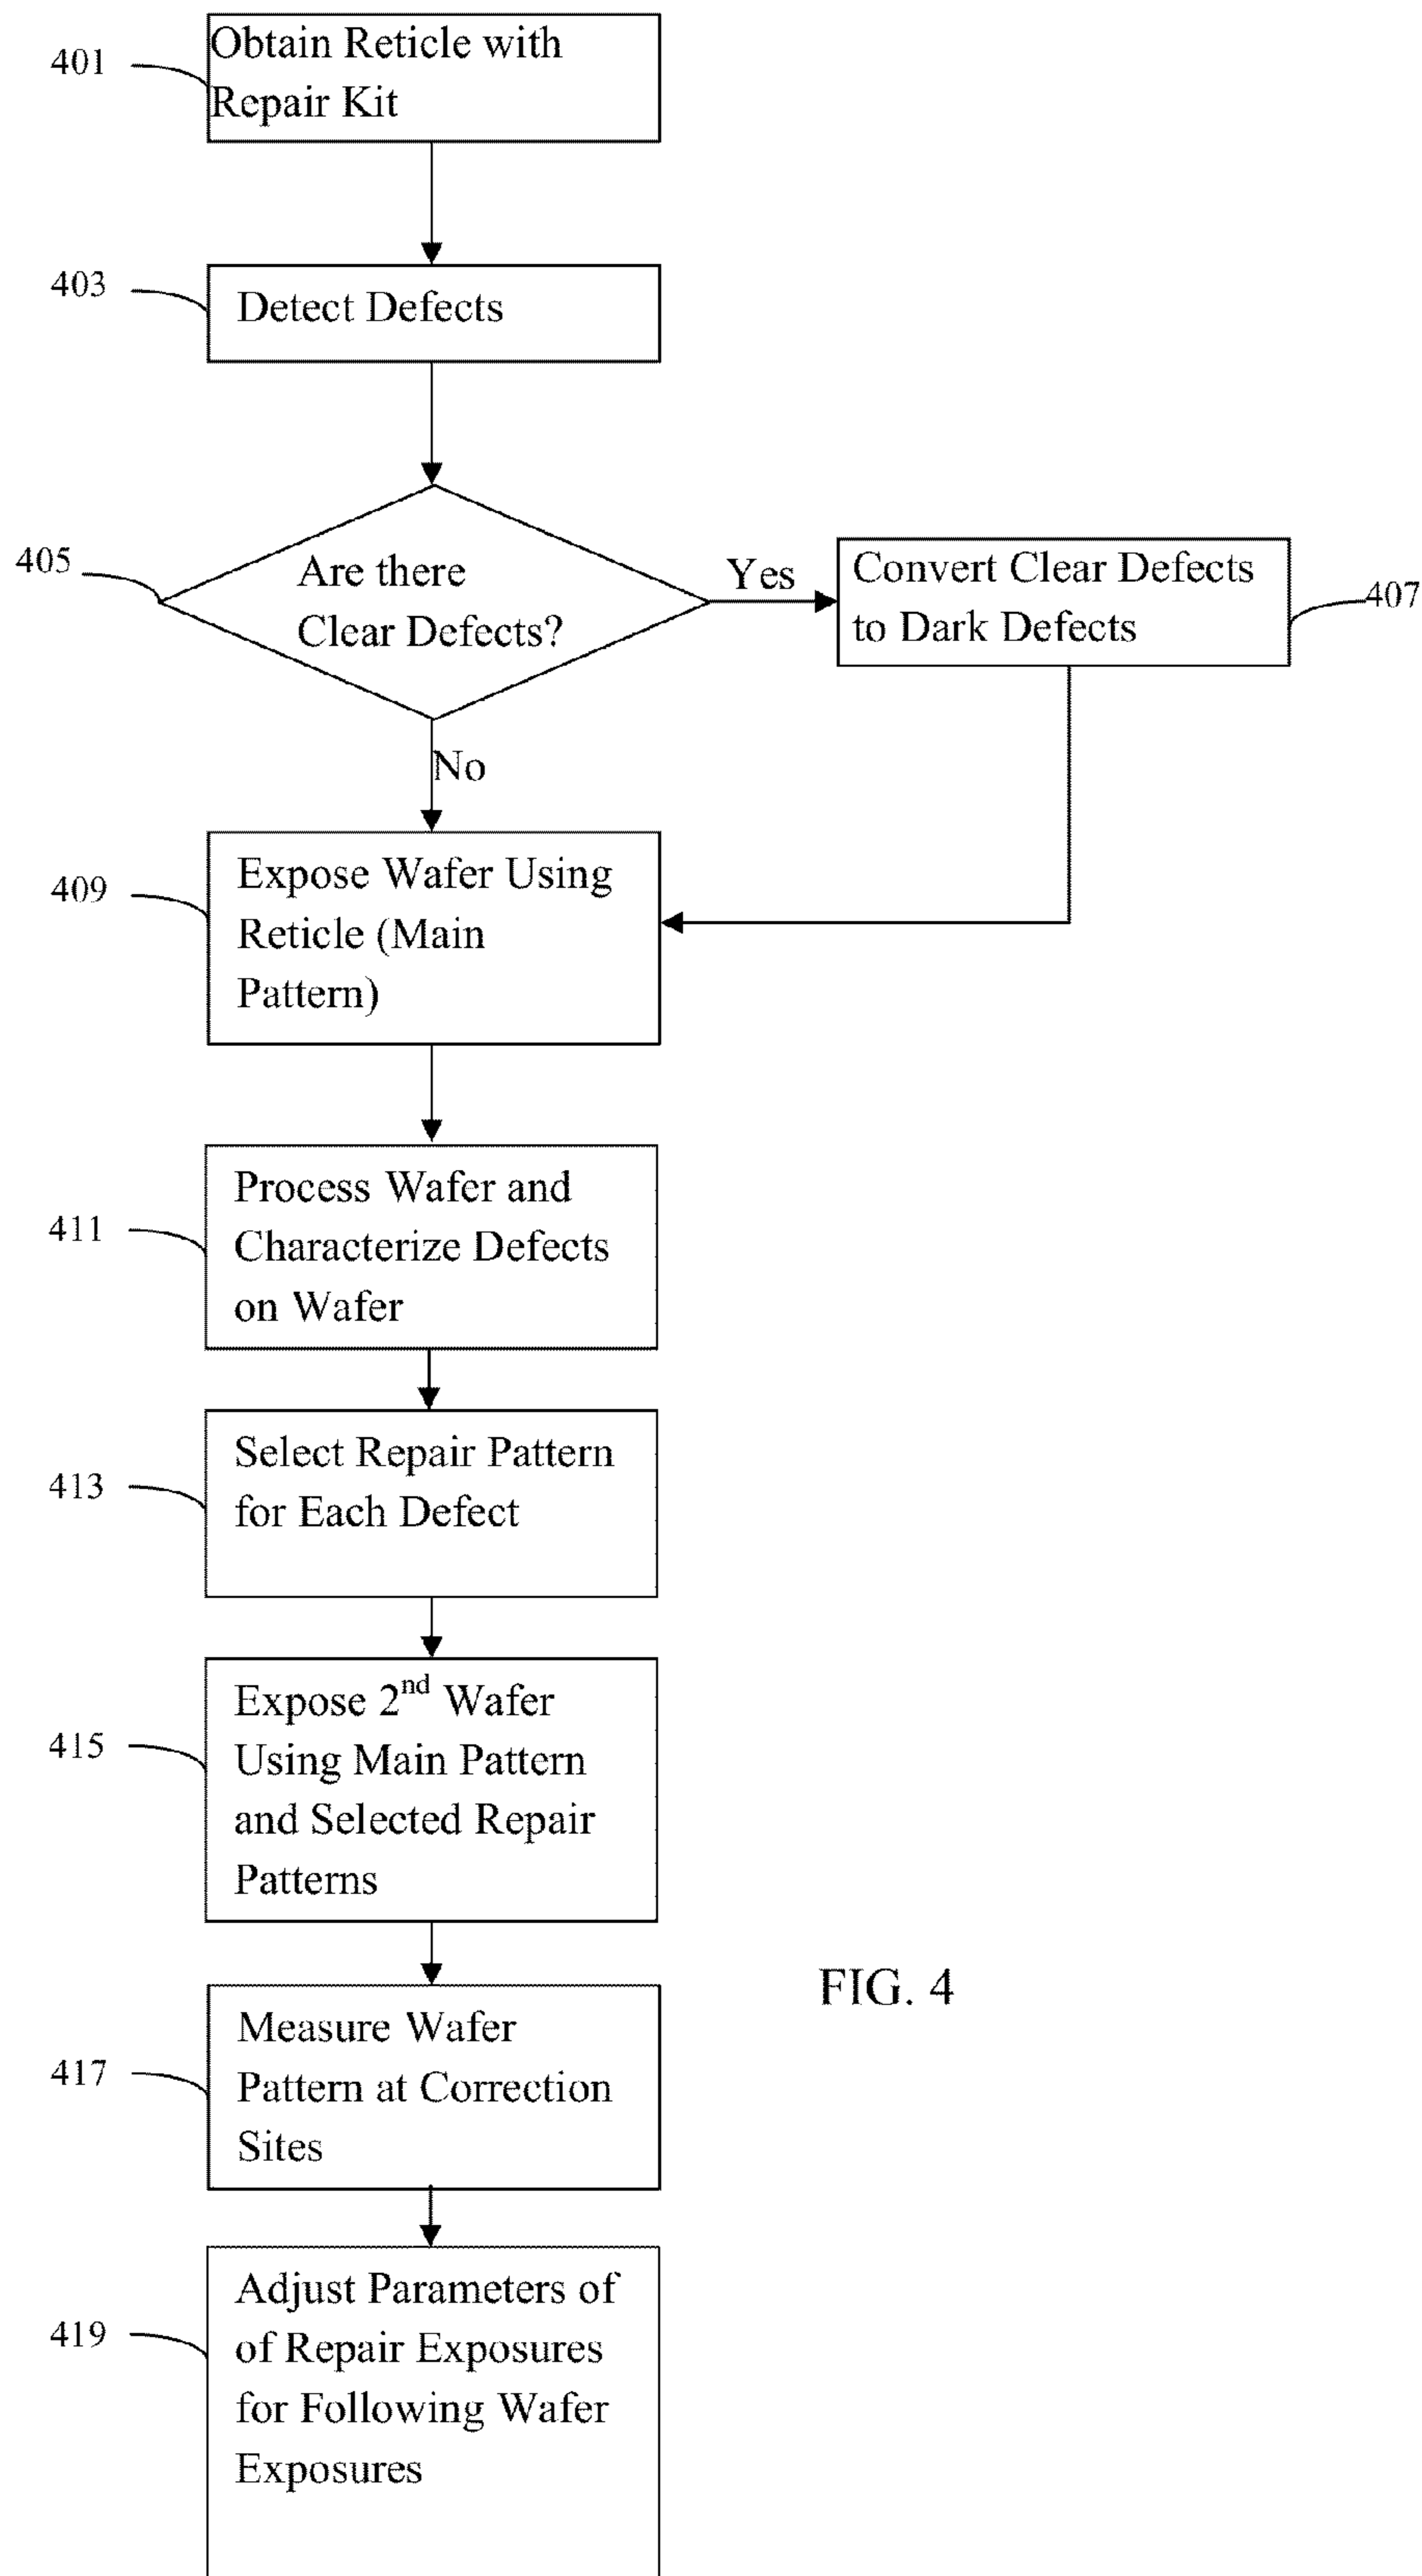 401
Obtain Reticle with
Repair Kit
403
Detect Defects
405
Are there
Clear Defects?
Yes
Convert Clear Defects
to Dark Defects
407
No
409
Expose Wafer Using
Reticle (Main
Pattern)
411
Process Wafer and
Characterize Defects
on Wafer
413
Select Repair Pattern
for Each Defect
415
Expose 2nd Wafer
Using Main Pattern
and Selected Repair
Patterns
417
Measure Wafer
Pattern at Correction
Sites
FIG. 4
419
Adjust Parameters of
of Repair Exposures
for Following Wafer
Exposures